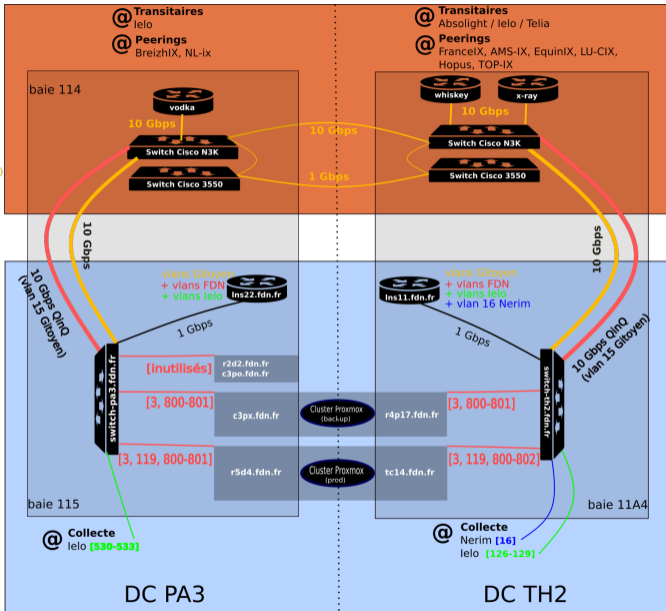 @ Transitaires
Ielo
@ Peerings
BreizhIX, NL-ix
@ Transitaires
Absolight / Ielo / Telia
@ Peerings
FranceIX, AMS-IX, EquinIX, LU-CIX,
Hopus, TOP-IX
baie 114
vodka
10 Gbps
Switch Cisco N3K
Switch Cisco 3550
10 Gbps
1 Gbps
whiskey
x-ray
10 Gbps
Switch Cisco N3K
Switch Cisco 3550
10 Gbps
10 Gbps QinQ
(vlan 15 Gitoyen)
vlans Gitoyen
+ vlans FDN
+ vlans Ielo
lns22.fdn.fr
1 Gbps
lns11.fdn.fr
vlans Gitoyen
+ vlans FDN
+ vlans Ielo
+ vlan 16 Nerim
1 Gbps
10 Gbps
10 Gbps QinQ
(vlan 15 Gitoyen)
switch-pa3.fdn.fr
[inutilisés]
r2d2.fdn.fr
c3po.fdn.fr
[3, 800-801]
c3px.fdn.fr
Cluster Proxmox
(backup)
r4p17.fdn.fr
[3, 800-801]
switch-th2.fdn.fr
[3, 119, 800-801]
r5d4.fdn.fr
Cluster Proxmox
(prod)
tc14.fdn.fr
[3, 119, 800-802]
baie 115
baie 11A4
@ Collecte
Ielo [530-533]
@ Collecte
Nerim [16]
Ielo [126-129]
DC PA3
DC TH2